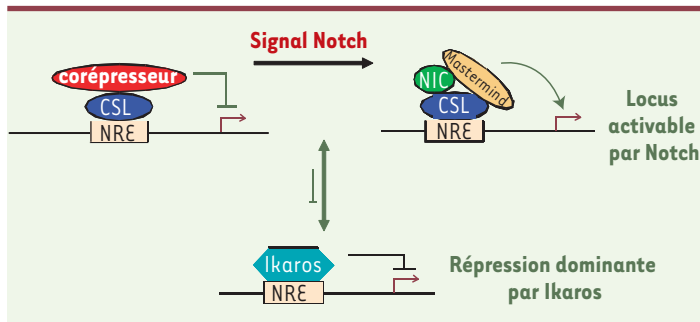 Signal Notch
corépresseur
CSL
NRE
NIC
Mastermind
CSL
NRE
Locus
activable
par Notch
Ikaros
NRE
Répression dominante
par Ikaros